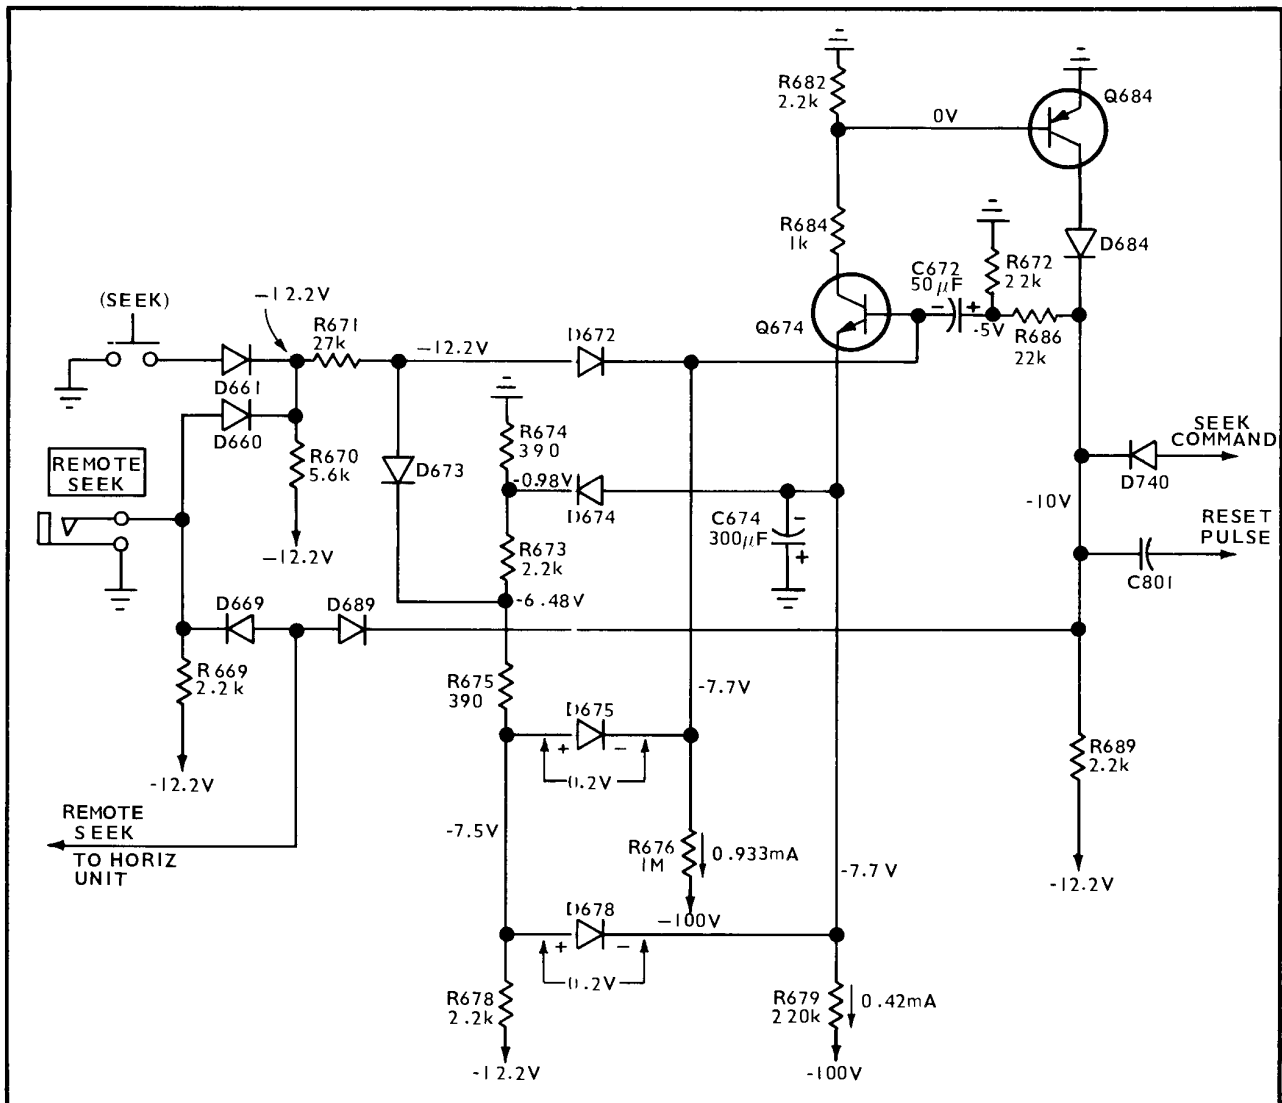 R682
2.2k
Q684
0V
R684
1k
C672
50µF
R672
22k
D684
(SEEK)
-12.2V
R671
27k
-12.2V
D672
Q674
-
+
-5V
R686
22k
D661
D660
R674
390
SEEK
COMMAND
REMOTE
SEEK
R670
5.6k
D673
-0.98V
D674
D740
C674
300µF
-
+
-10V
RESET
PULSE
-12.2V
R673
2.2k
C801
D669
D689
-6.48V
R669
2.2k
R675
390
-7.7V
D675
+
-
0.2V
R689
2.2k
-12.2V
REMOTE
SEEK
TO HORIZ
UNIT
-7.5V
R676
1M
0.933mA
-7.7V
-12.2V
D678
-100V
+
-
0.2V
R678
2.2k
R679
220k
0.42mA
-12.2V
-100V